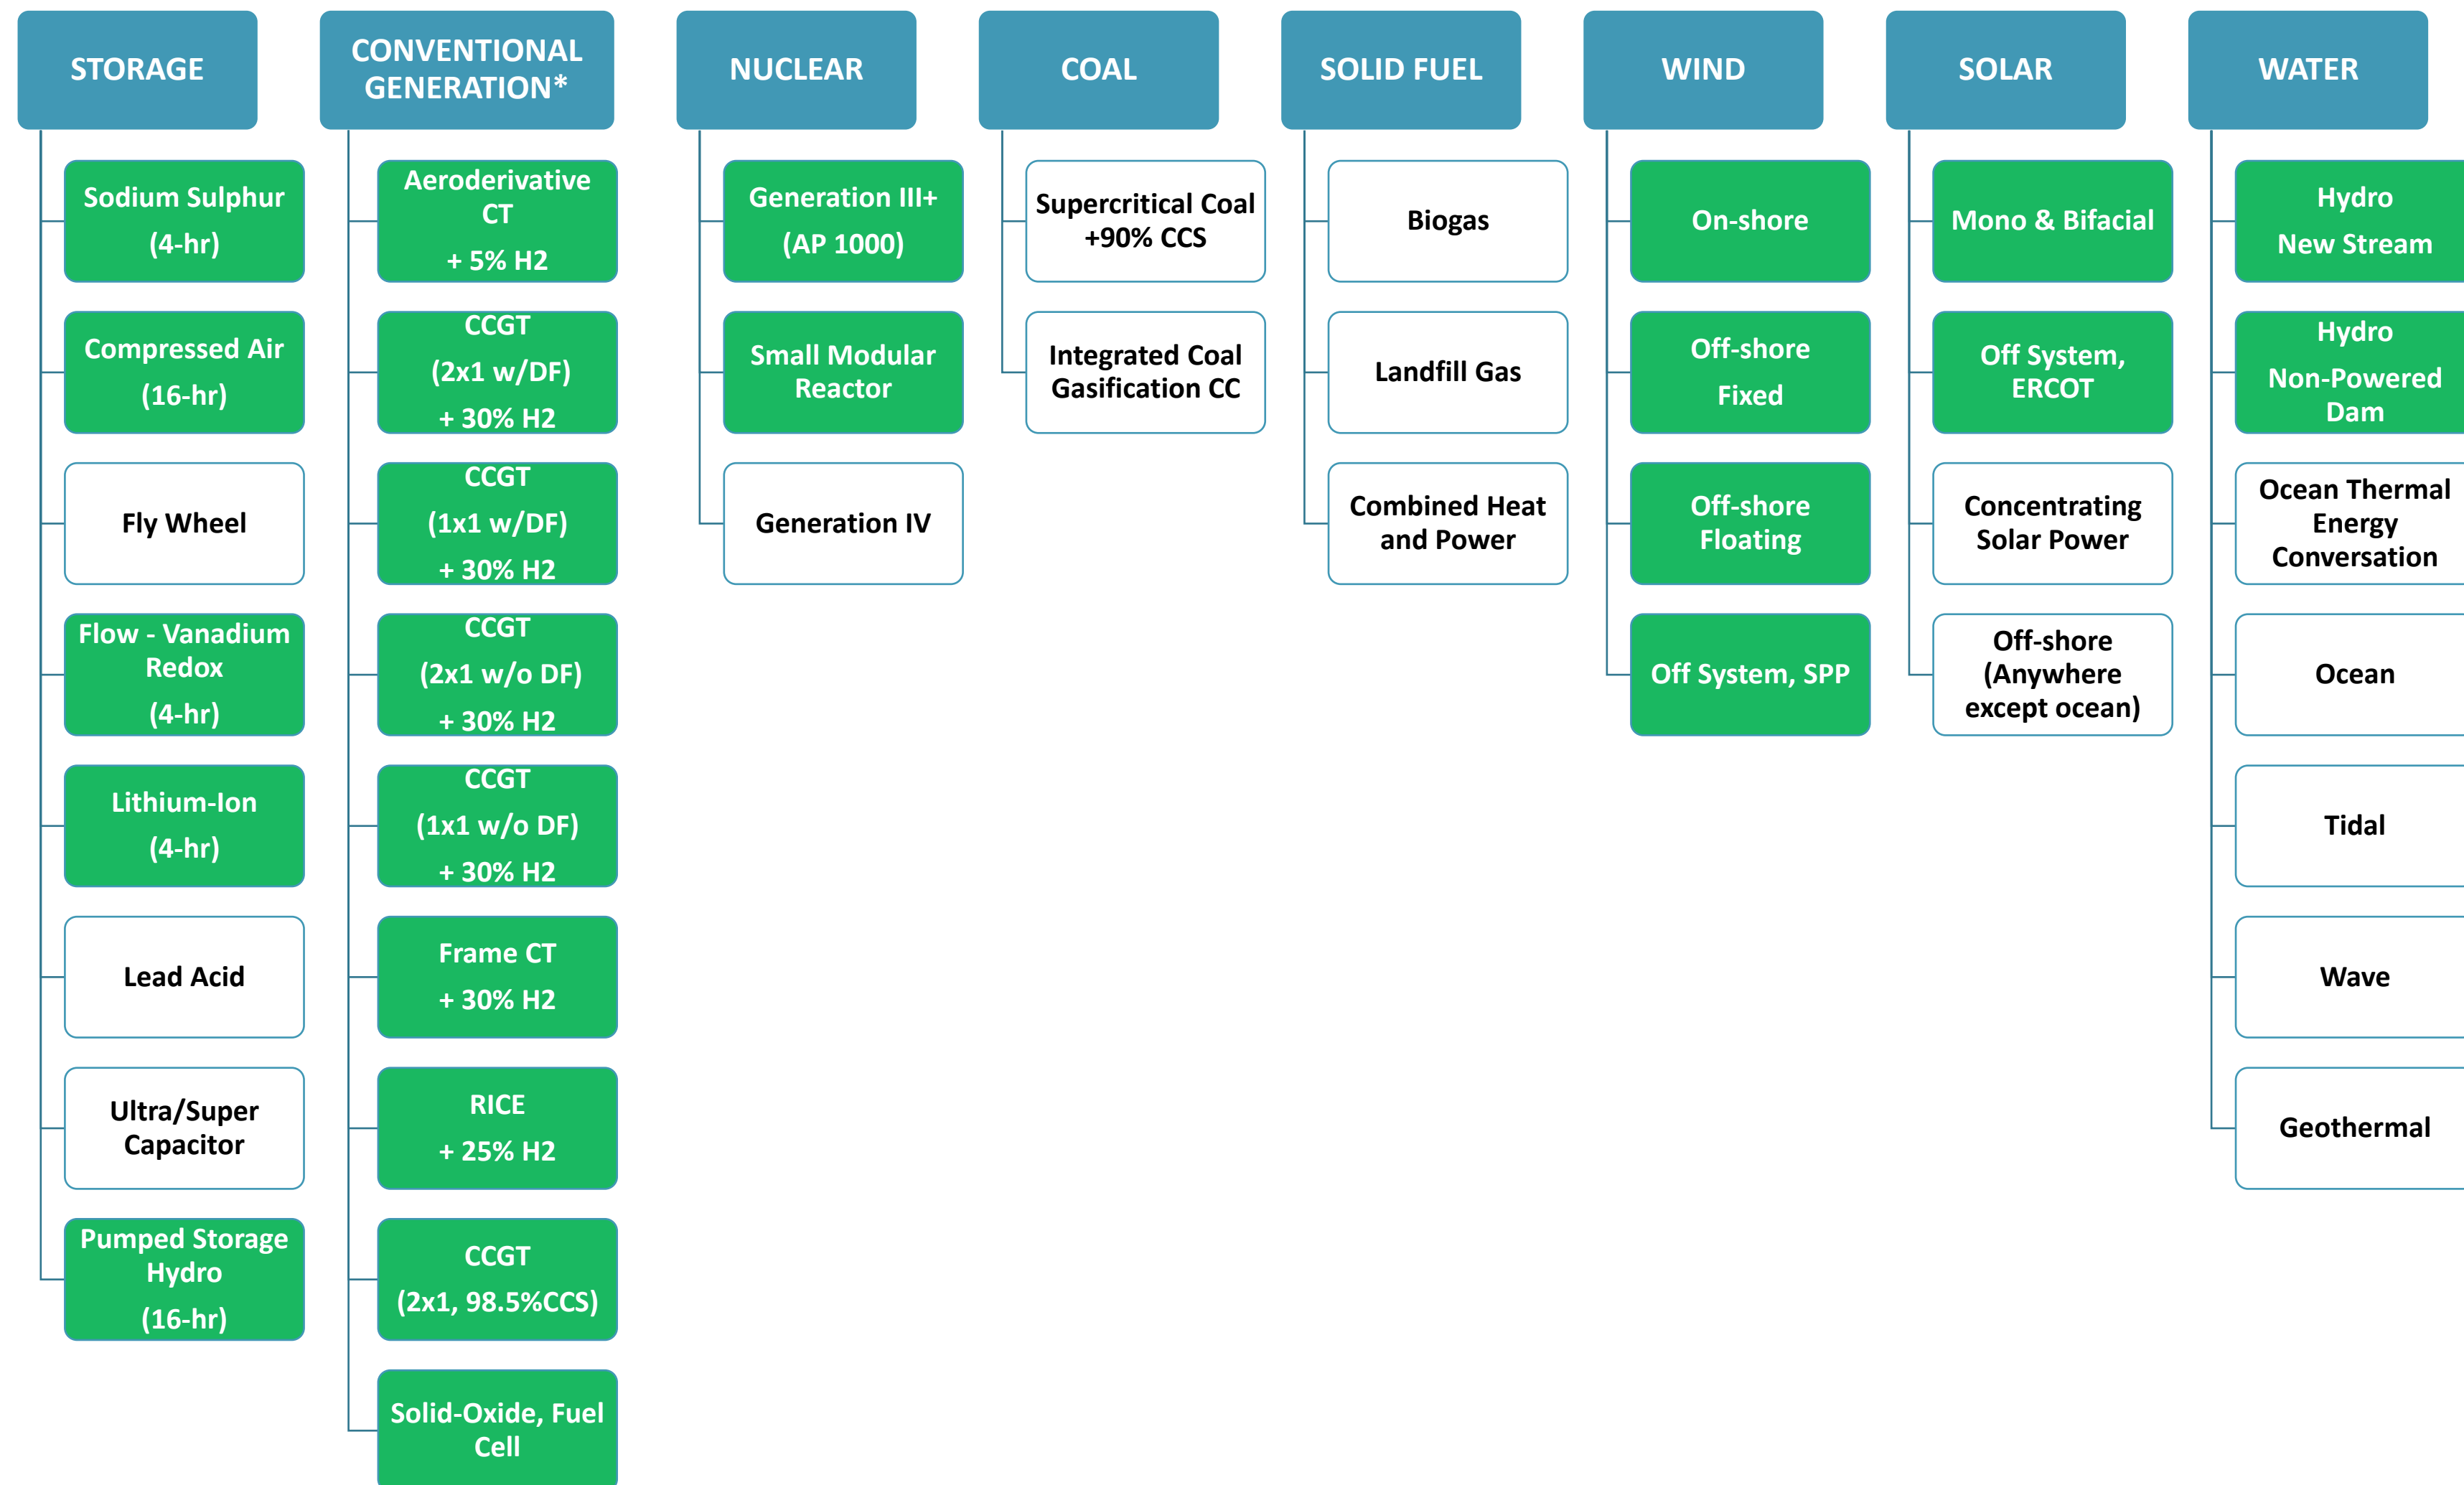 STORAGE
Sodium Sulphur
(4-hr)
Compressed Air
(16-hr)
Fly Wheel
Flow - Vanadium
Redox
(4-hr)
Lithium-Ion
(4-hr)
Lead Acid
Ultra/Super
Capacitor
Pumped Storage
Hydro
(16-hr)
CONVENTIONAL
GENERATION*
Aeroderivative
CT
+ 5% H2
CCGT
(2x1 w/DF)
+ 30% H2
CCGT
(1x1 w/DF)
+ 30% H2
CCGT
(2x1 w/o DF)
+ 30% H2
CCGT
(1x1 w/o DF)
+ 30% H2
Frame CT
+ 30% H2
RICE
+ 25% H2
CCGT
(2x1, 98.5%CCS)
Solid-Oxide, Fuel
Cell
NUCLEAR
Generation III+
(AP 1000)
Small Modular
Reactor
Generation IV
COAL
Supercritical Coal
+90% CCS
Integrated Coal
Gasification CC
SOLID FUEL
Biogas
Landfill Gas
Combined Heat
and Power
WIND
On-shore
Off-shore
Fixed
Off-shore
Floating
Off System, SPP
SOLAR
Mono & Bifacial
Off System,
ERCOT
Concentrating
Solar Power
Off-shore
(Anywhere
except ocean)
WATER
Hydro
New Stream
Hydro
Non-Powered
Dam
Ocean Thermal
Energy
Conversation
Ocean
Tidal
Wave
Geothermal